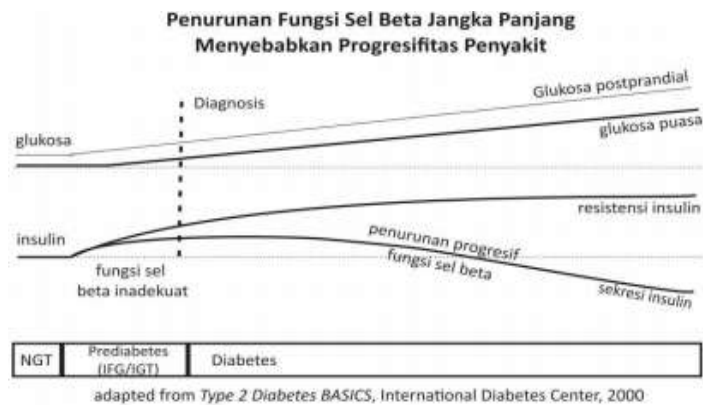 Penurunan Fungsi Sel Beta Jangka Panjang
Menyebabkan Progresifitas Penyakit
Diagnosis
Glukosa postprandial
glukosa
glukosa puasa
resistensi insulin
insulin
penurunan progresif
fungsi sel beta
fungsi sel
beta inadekuat
sekresi insulin
NGT
Prediabetes
(IFG/IGT)
Diabetes
adapted from Type 2 Diabetes BASICS, International Diabetes Center, 2000